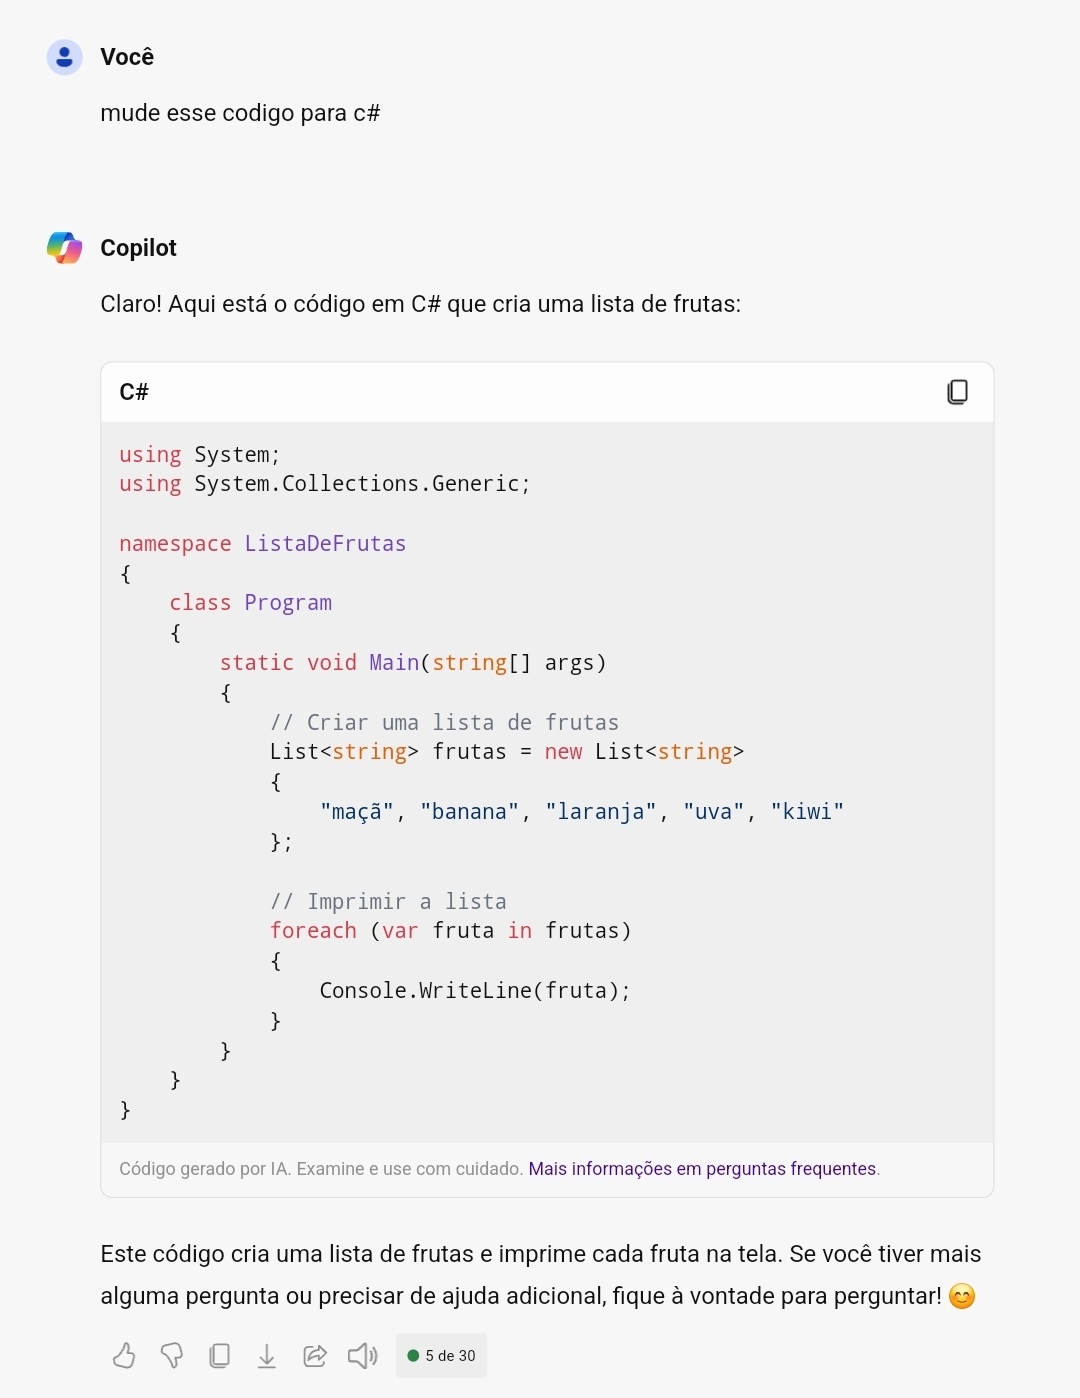 Você
mude esse codigo para c#
Copilot
Claro! Aqui está o código em C# que cria uma lista de frutas:
C#
using System;
using System.Collections.Generic;
namespace ListaDeFrutas
{
    class Program
    {
        static void Main(string[] args)
        {
            // Criar uma lista de frutas
            List<string> frutas = new List<string>
            {
                "maçã", "banana", "laranja", "uva", "kiwi"
            };
            // Imprimir a lista
            foreach (var fruta in frutas)
            {
                Console.WriteLine(fruta);
            }
        }
    }
}
Código gerado por IA. Examine e use com cuidado. Mais informações em perguntas frequentes.
Este código cria uma lista de frutas e imprime cada fruta na tela. Se você tiver mais
alguma pergunta ou precisar de ajuda adicional, fique à vontade para perguntar! 😊
5 de 30